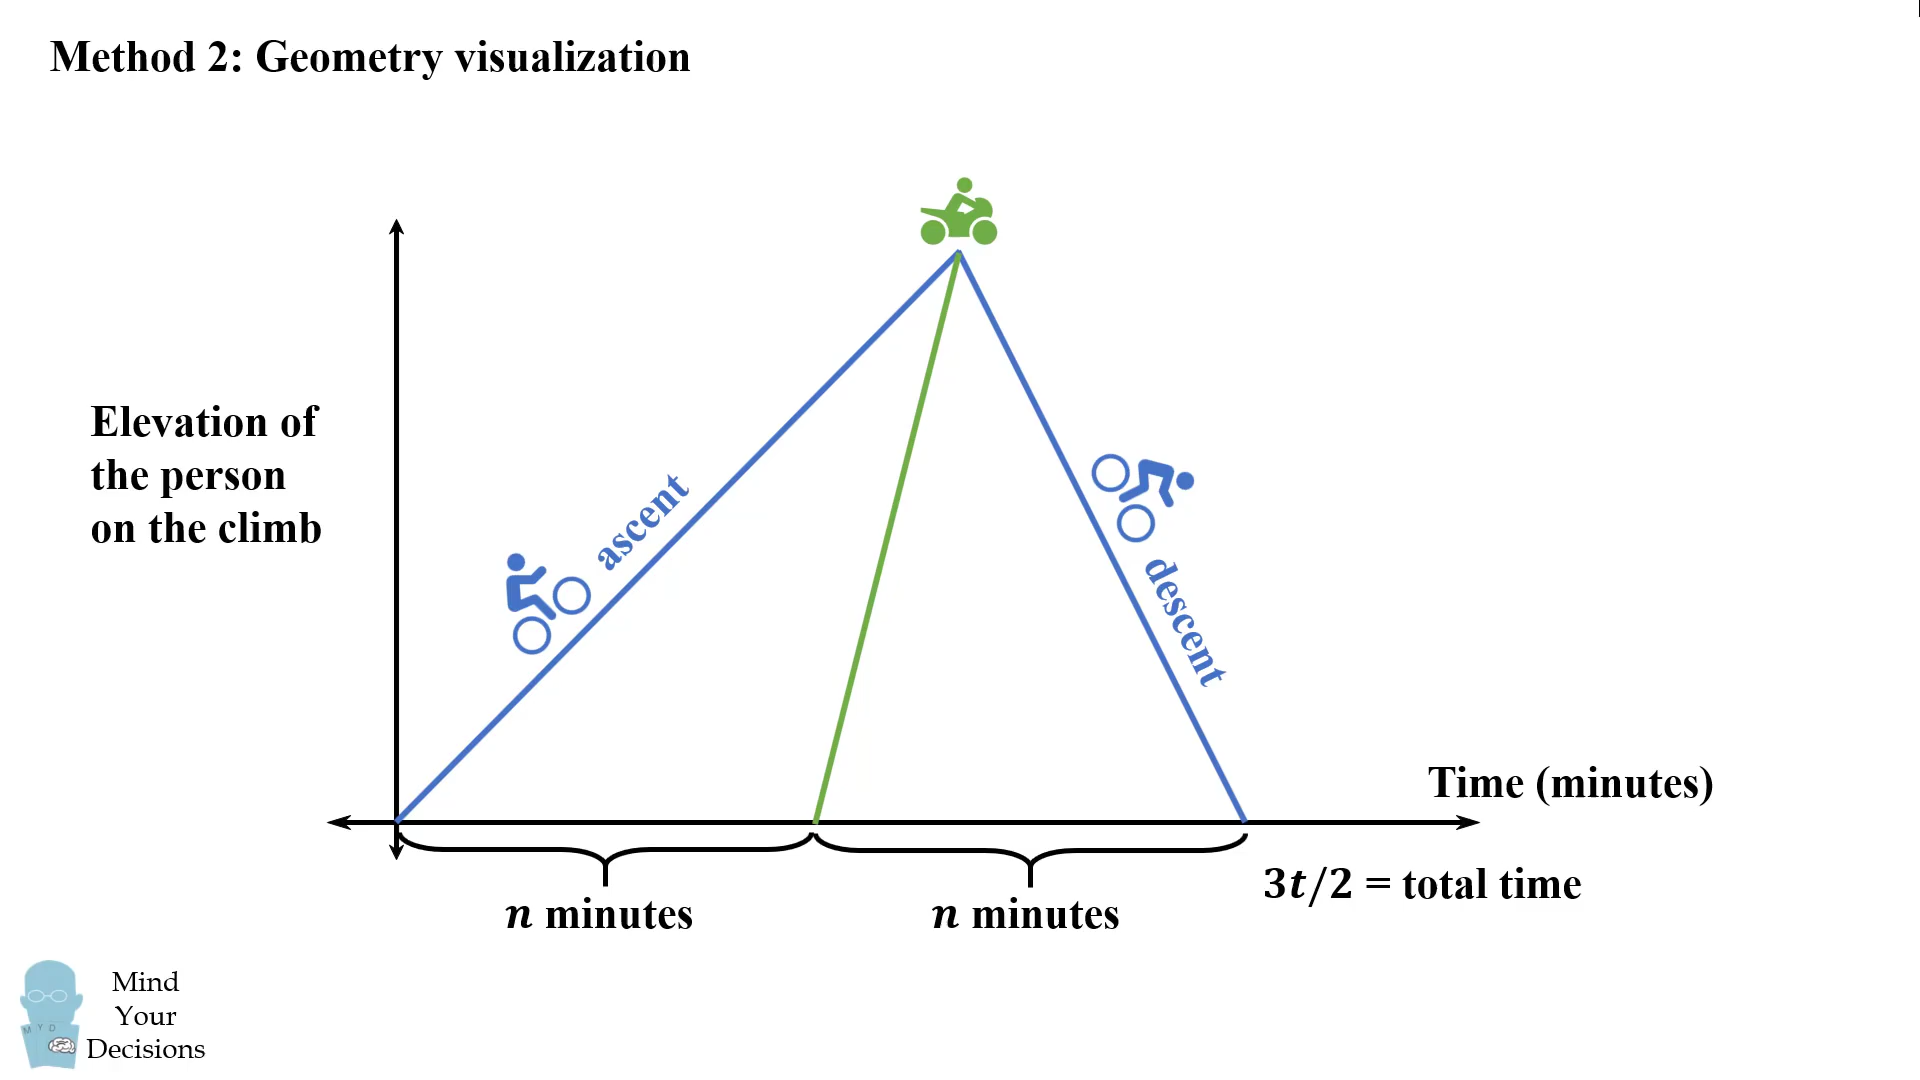 Method 2: Geometry visualization
Elevation of
the person
on the climb
ascent
descent
Time (minutes)
n minutes
n minutes
3t/2 = total time
M Y D
Mind
Your
Decisions